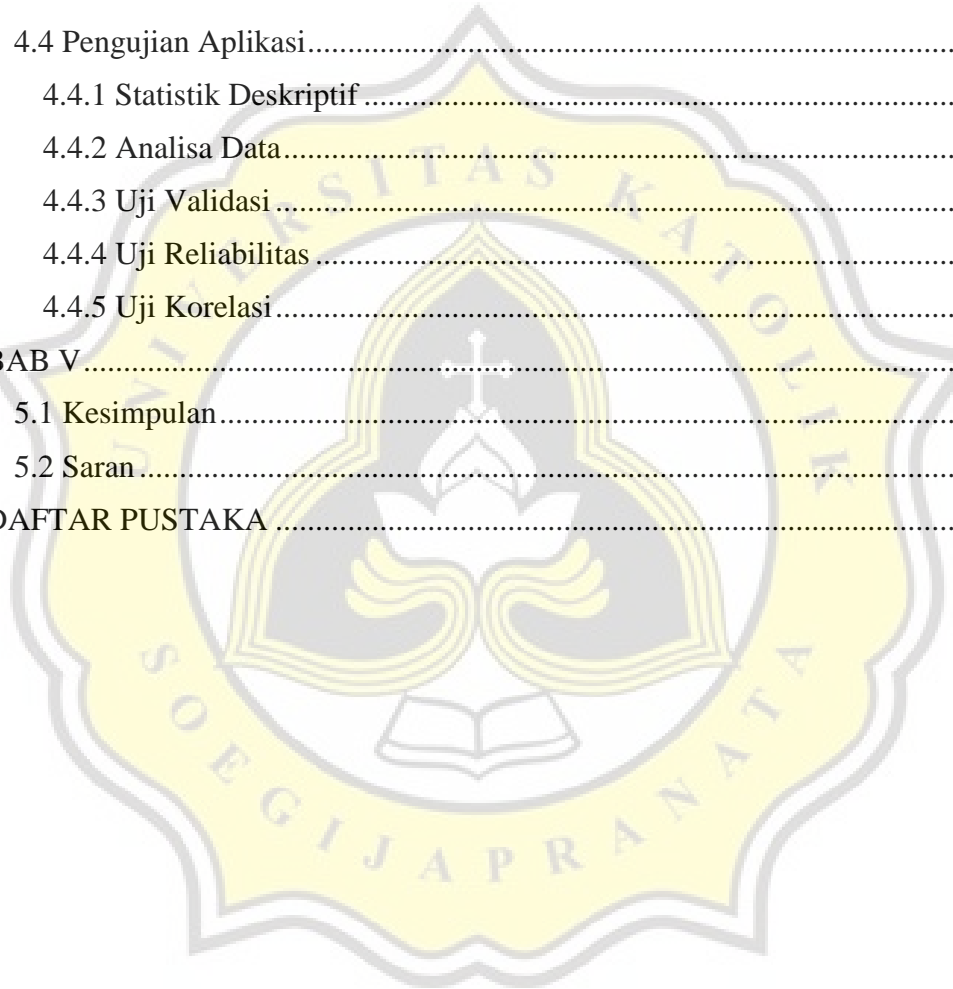 4.4 Pengujian Aplikasi..........................................................................................
4.4.1 Statistik Deskriptif..........................................................................................
4.4.2 Analisa Data..........................................................................................
4.4.3 Uji Validasi..........................................................................................
4.4.4 Uji Reliabilitas..........................................................................................
4.4.5 Uji Korelasi..........................................................................................
BAB V..........................................................................................
5.1 Kesimpulan..........................................................................................
5.2 Saran..........................................................................................
DAFTAR PUSTAKA..........................................................................................
UNIVERSITAS KATOLIK
SOEGIJAPRANATA